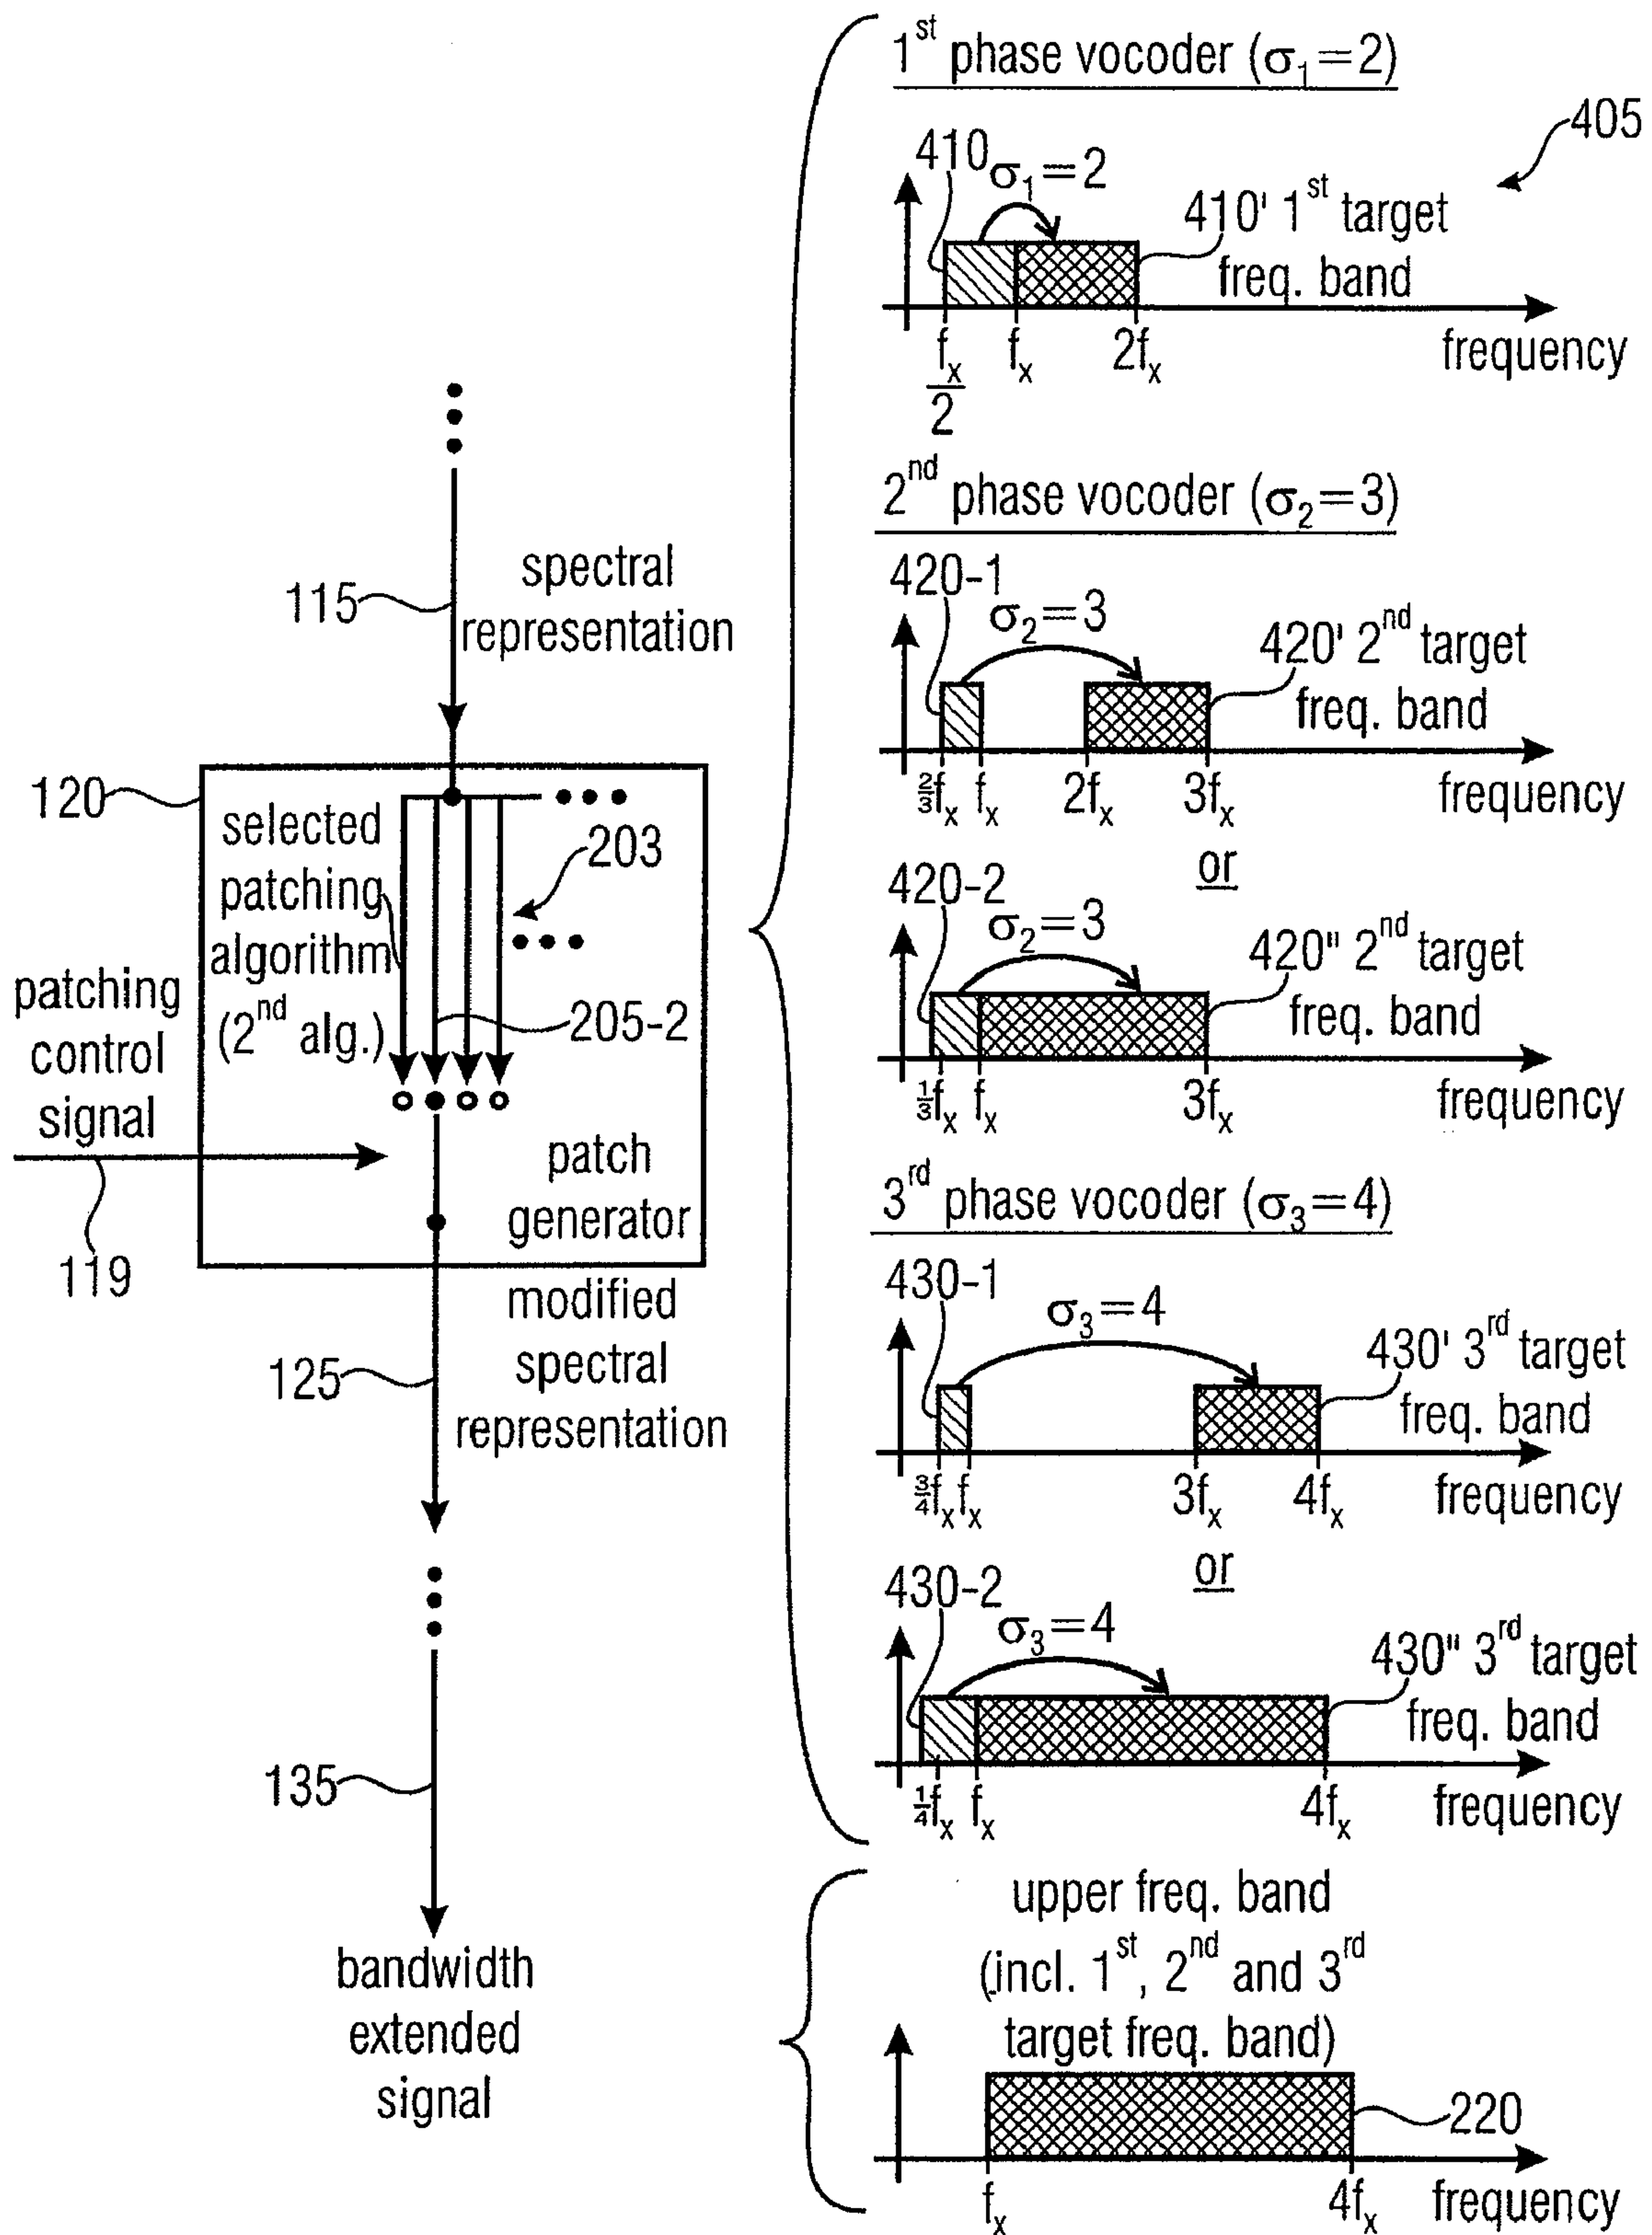 115
spectral
representation
120
selected
patching
algorithm
(2nd alg.)
203
205-2
patching
control
signal
119
patch
generator
modified
spectral
representation
125
135
bandwidth
extended
signal
1st phase vocoder (σ1=2)
405
410
σ1=2
410' 1st target
freq. band
fx/2 fx 2fx
frequency
2nd phase vocoder (σ2=3)
420-1
σ2=3
420' 2nd target
freq. band
2/3fx fx 2fx 3fx
frequency
or
420-2
σ2=3
420" 2nd target
freq. band
1/3fx fx 3fx
frequency
3rd phase vocoder (σ3=4)
430-1
σ3=4
430' 3rd target
freq. band
3/4fx fx 3fx 4fx
frequency
or
430-2
σ3=4
430" 3rd target
freq. band
1/4fx fx 4fx
frequency
upper freq. band
(incl. 1st, 2nd and 3rd
target freq. band)
220
fx 4fx
frequency